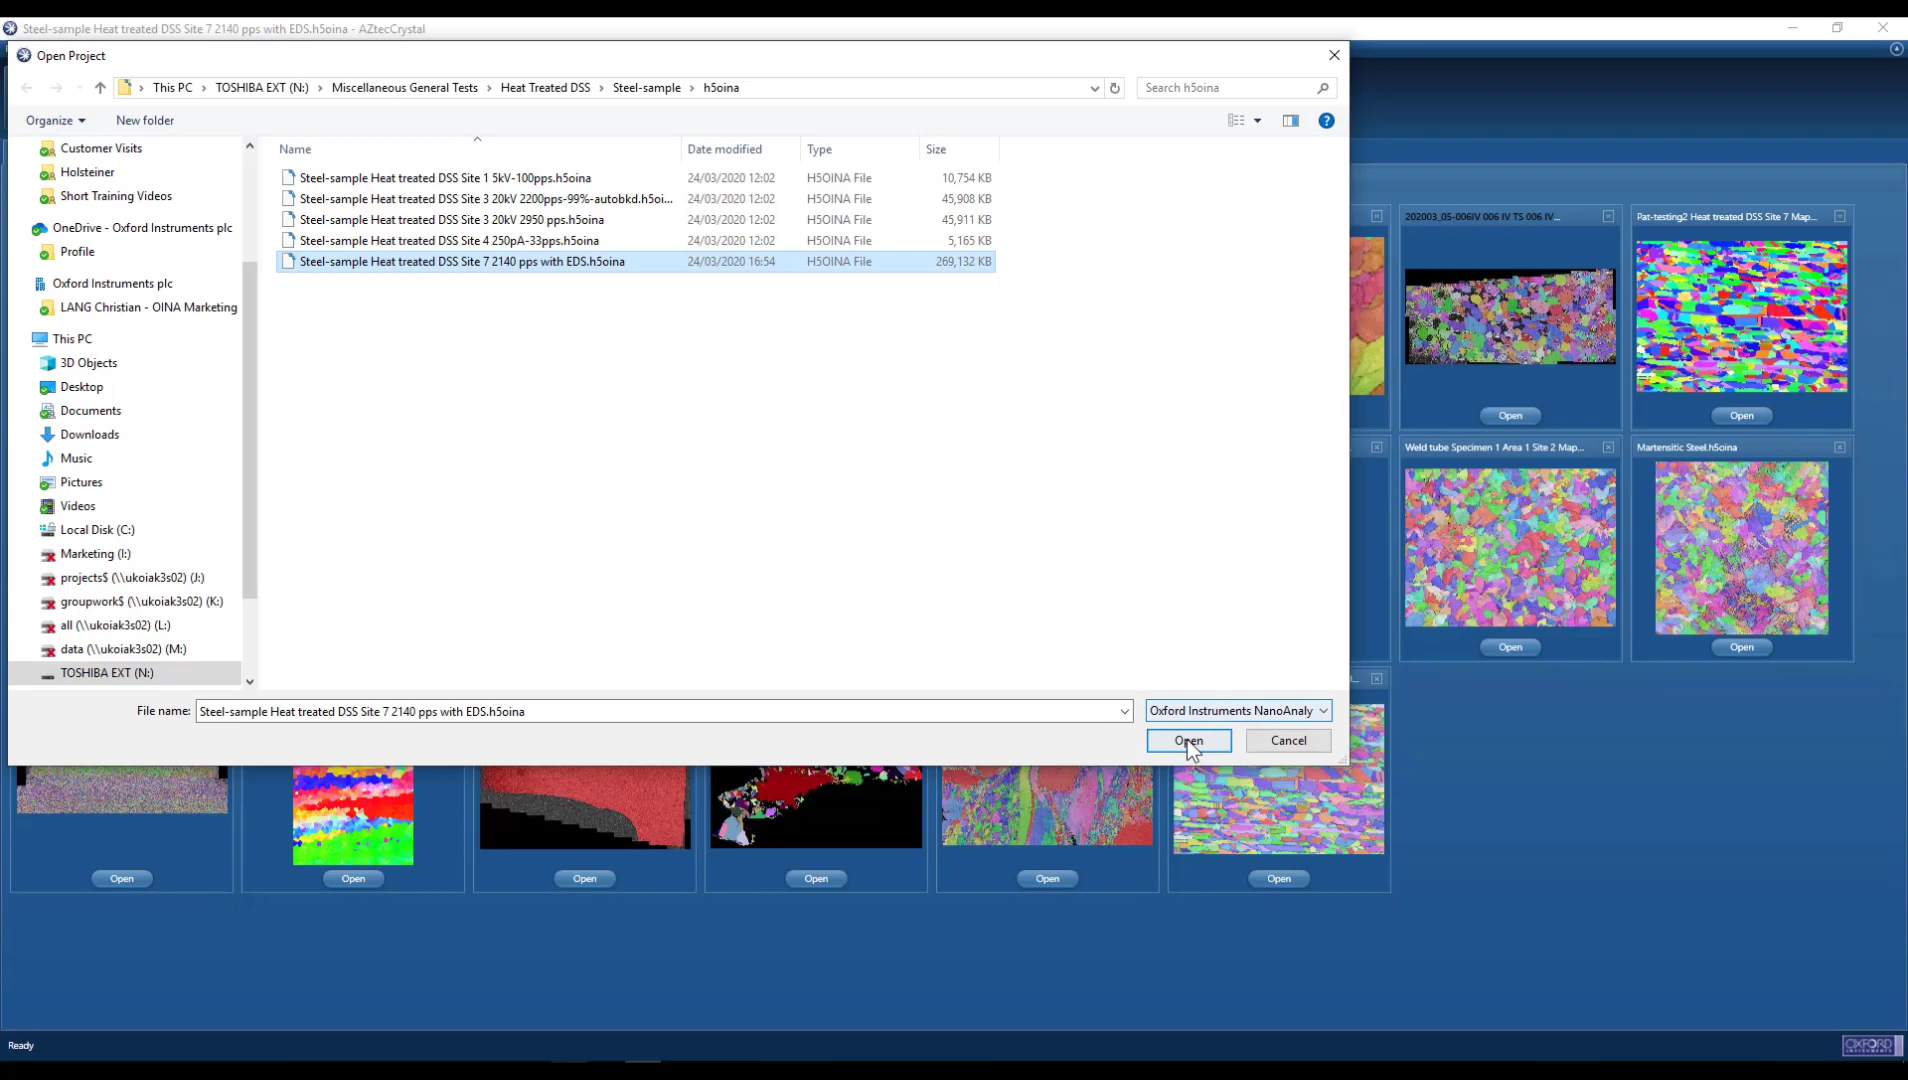 Steel-sample Heat treated DSS Site 7 2140 pps with EDS.h5oina - AZtecCrystal
Open Project
This PC > TOSHIBA EXT (N:) > Miscellaneous General Tests > Heat Treated DSS > Steel-sample > h5oina
Search h5oina
Organize
New folder
Customer Visits
Holsteiner
Short Training Videos
OneDrive - Oxford Instruments plc
Profile
Oxford Instruments plc
LANG Christian - OINA Marketing
This PC
3D Objects
Desktop
Documents
Downloads
Music
Pictures
Videos
Local Disk (C:)
Marketing (I:)
projects$ (\\ukoiak3s02) (J:)
groupwork$ (\\ukoiak3s02) (K:)
all (\\ukoiak3s02) (L:)
data (\\ukoiak3s02) (M:)
TOSHIBA EXT (N:)
Name Date modified Type Size
Steel-sample Heat treated DSS Site 1 5kV-100pps.h5oina 24/03/2020 12:02 H5OINA File 10,754 KB
Steel-sample Heat treated DSS Site 3 20kV 2200pps-99%-autobkd.h5oi... 24/03/2020 12:02 H5OINA File 45,908 KB
Steel-sample Heat treated DSS Site 3 20kV 2950 pps.h5oina 24/03/2020 12:02 H5OINA File 45,911 KB
Steel-sample Heat treated DSS Site 4 250pA-33pps.h5oina 24/03/2020 12:02 H5OINA File 5,165 KB
Steel-sample Heat treated DSS Site 7 2140 pps with EDS.h5oina 24/03/2020 16:54 H5OINA File 269,132 KB
File name: Steel-sample Heat treated DSS Site 7 2140 pps with EDS.h5oina
Oxford Instruments NanoAnaly
Open
Cancel
202003_05-006IV 006 IV TS 006 IV...
Pat-testing2 Heat treated DSS Site 7 Map...
Open
Open
Weld tube Specimen 1 Area 1 Site 2 Map...
Martensitic Steel.h5oina
Open
Open
Open
Open
Open
Open
Open
Open
Ready
OXFORD
INSTRUMENTS